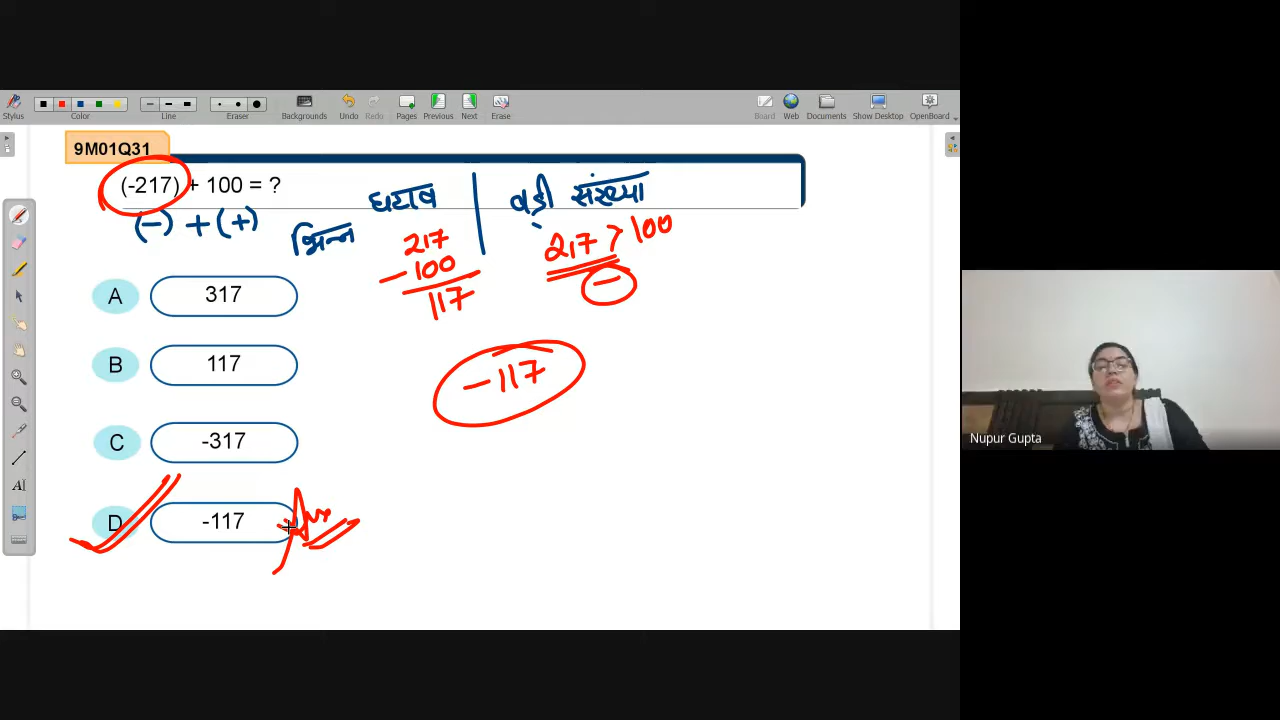 Stylus
Color
Line
Eraser
Backgrounds
Undo
Redo
Pages
Previous
Next
Erase
Board
Web
Documents
Show Desktop
OpenBoard
9M01Q31
(-217) + 100 = ?
(-) + (+)
भिन्न
घटाव
बड़ी संख्या
217
- 100
117
217 > 100
-
-117
A 317
B 117
C -317
D -117 Ans
Nupur Gupta